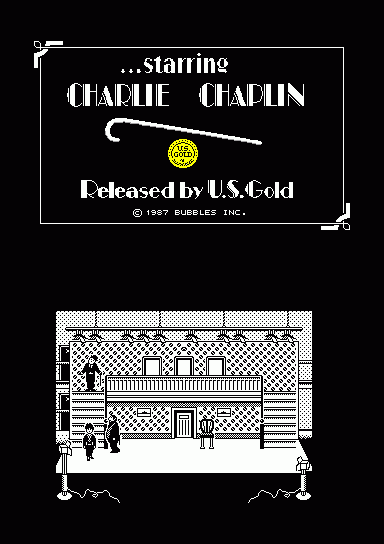 ...starring
CHARLIE CHAPLIN
U.S.
GOLD
Released by U.S.Gold
© 1987 BUBBLES INC.